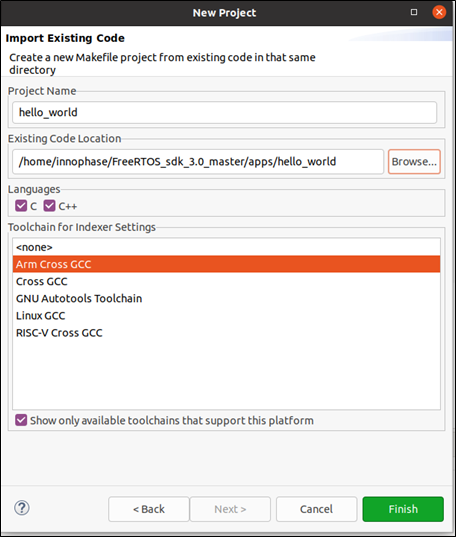 New Project
Import Existing Code
Create a new Makefile project from existing code in that same
directory
Project Name
hello_world
Existing Code Location
/home/innophase/FreeRTOS_sdk_3.0_master/apps/hello_world
Browse...
Languages
C C++
Toolchain for Indexer Settings
<none>
Arm Cross GCC
Cross GCC
GNU Autotools Toolchain
Linux GCC
RISC-V Cross GCC
Show only available toolchains that support this platform
? < Back Next > Cancel Finish